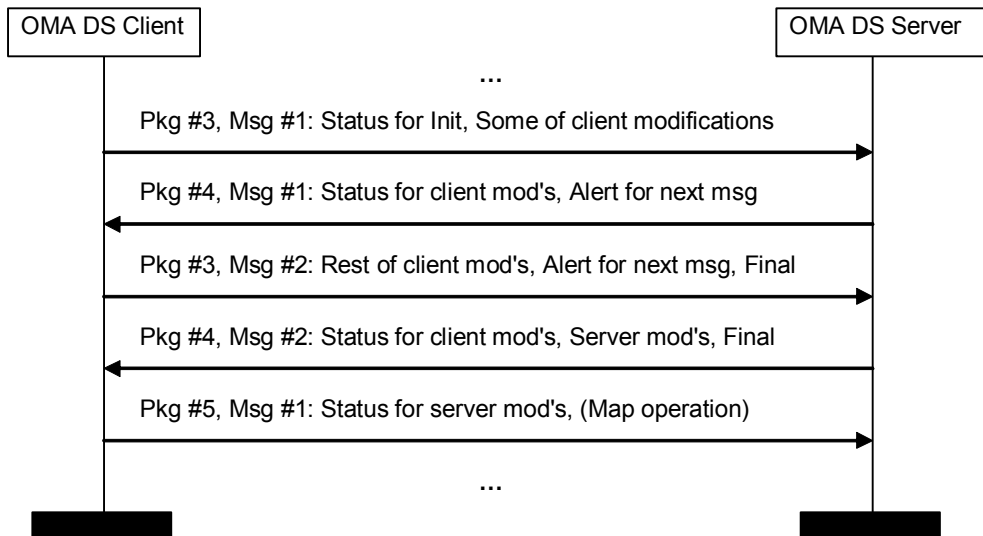 OMA DS Client
OMA DS Server
...
Pkg #3, Msg #1: Status for Init, Some of client modifications
Pkg #4, Msg #1: Status for client mod's, Alert for next msg
Pkg #3, Msg #2: Rest of client mod's, Alert for next msg, Final
Pkg #4, Msg #2: Status for client mod's, Server mod's, Final
Pkg #5, Msg #1: Status for server mod's, (Map operation)
...